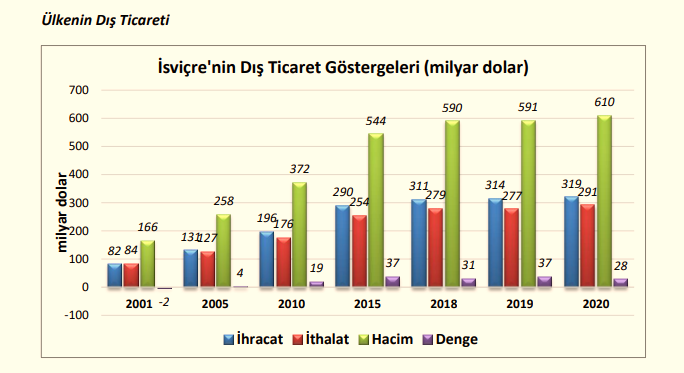 Ülkenin Dış Ticareti
İsviçre'nin Dış Ticaret Göstergeleri (milyar dolar)
milyar dolar
700
600
500
400
300
200
100
0
-100
82 84 166 -2
131 127 258 4
196 176 372 19
290 254 544 37
311 279 590 31
314 277 591 37
319 291 610 28
2001 2005 2010 2015 2018 2019 2020
İhracat İthalat Hacim Denge